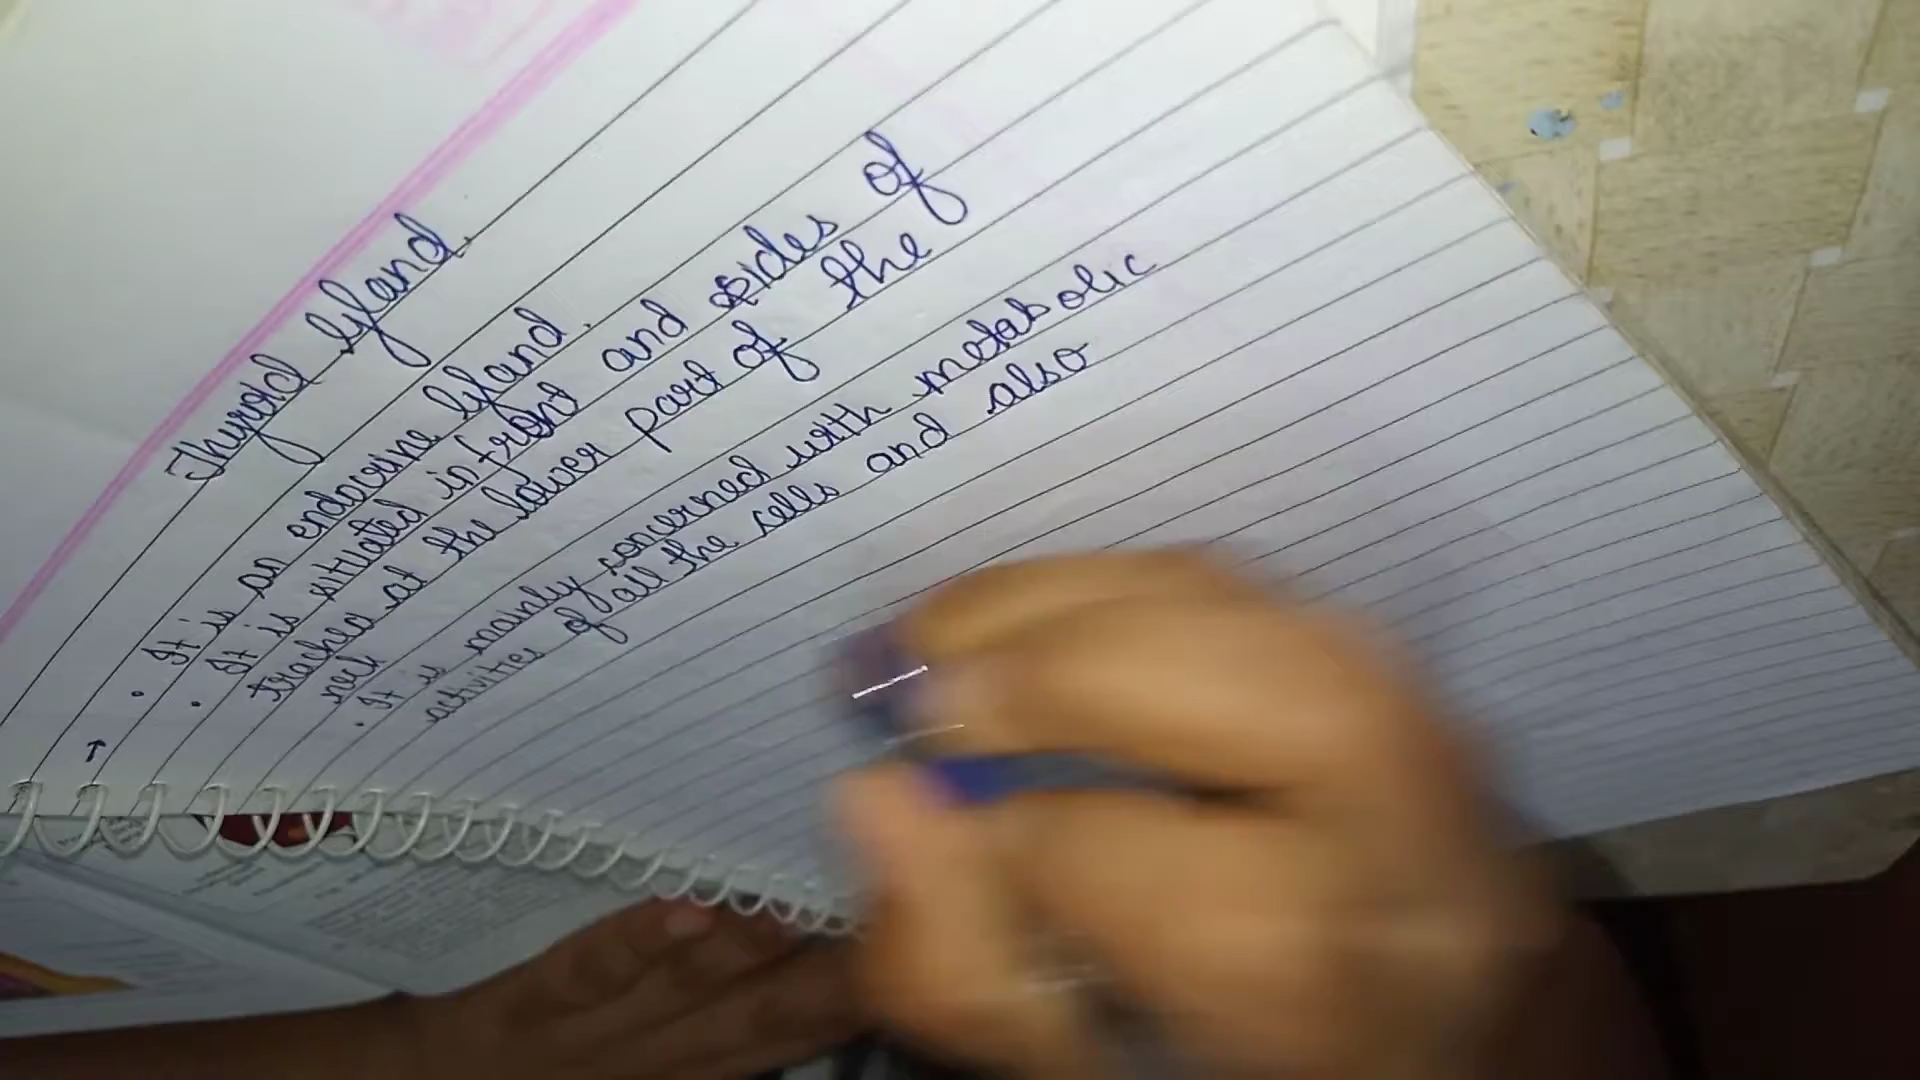 Thyroid Gland.
→
• It is an endocrine Gland.
• It is situated in front and sides of
trachea at the lower part of the
neck
• It is mainly concerned with metabolic
activities of all the cells and also